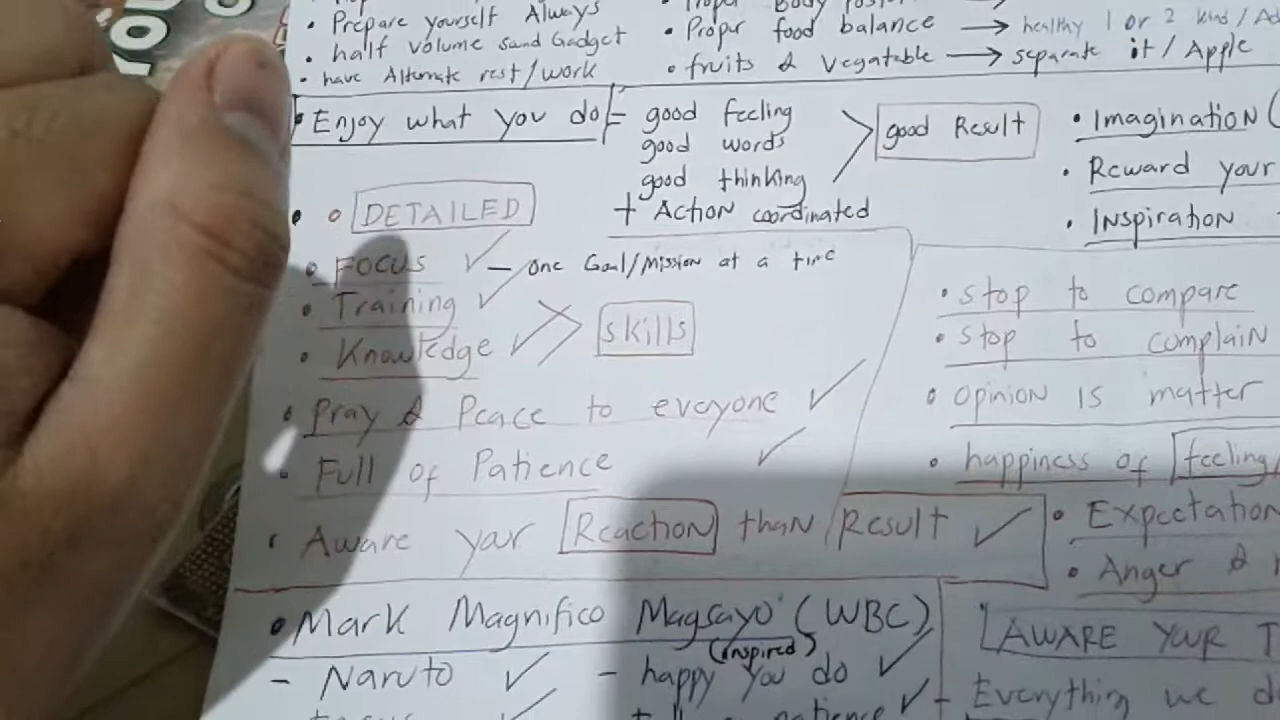 • Prepare yourself Always
• half volume sound Gadget
• have Alternate rest/work
• Proper food balance → healthy 1 or 2 kind /
• fruits & Vegatable → separate it / Apple
• Enjoy what you do = good feeling
good words
good thinking
+ Action coordinated
good Result
• Imagination (
• Reward your
• Inspiration
• DETAILED
• Focus ✓ — one Goal/Mission at a time
• Training ✓
• Knowledge ✓
Skills
• Pray & Peace to everyone ✓
• Full of Patience ✓
• Aware your Reaction than Result ✓
• stop to compare
• stop to complain
• opinion is matter
• happiness of feeling/
• Expectation
• Anger &
• Mark Magnifico Magsayo (WBC)
(inspired)
- Naruto ✓
- happy you do ✓
patience ✓
AWARE YOUR
- Everything we